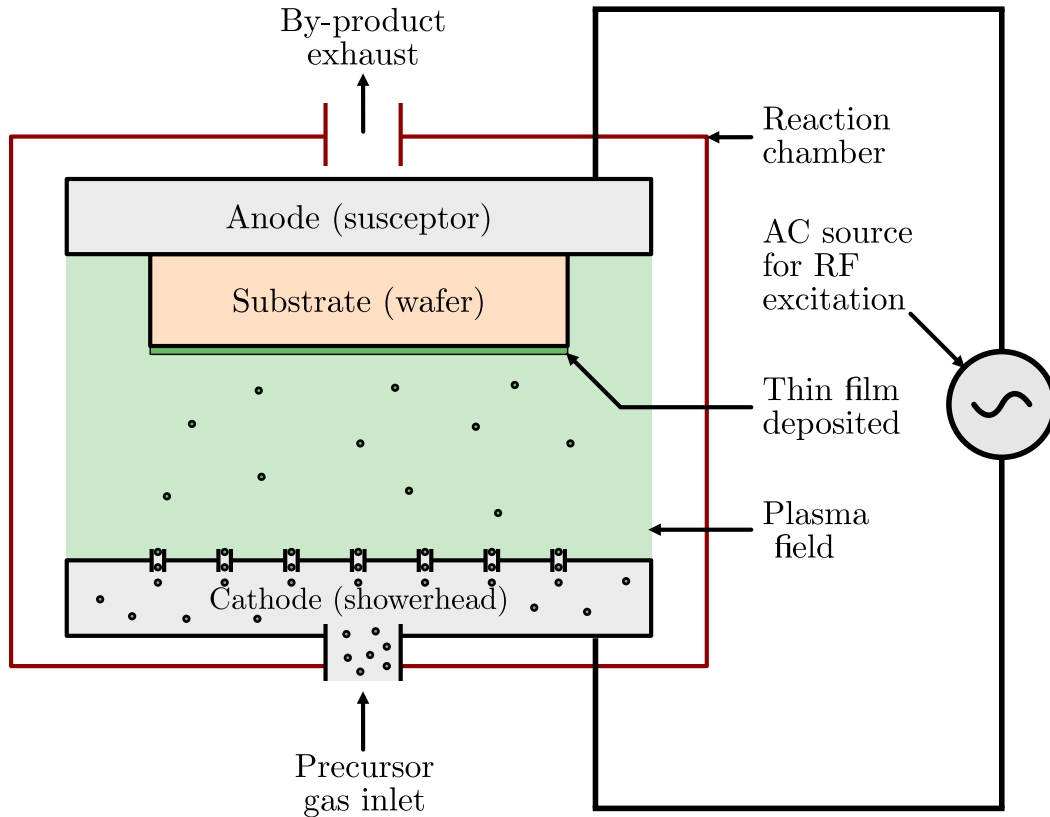 By-product
exhaust
Reaction
chamber
Anode (susceptor)
AC source
for RF
excitation
Substrate (wafer)
Thin film
deposited
Plasma
field
Cathode (showerhead)
Precursor
gas inlet